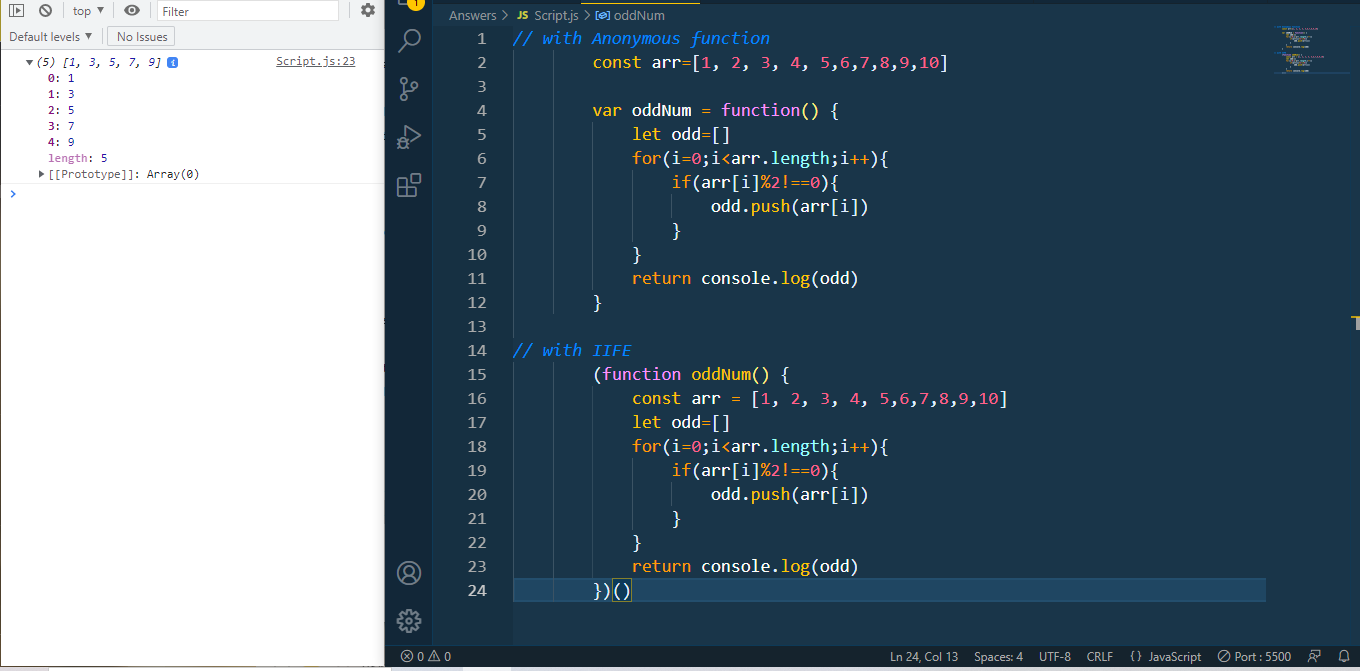 top ▼
Filter
Default levels ▼
No Issues
▼(5) [1, 3, 5, 7, 9] i
Script.js:23
0: 1
1: 3
2: 5
3: 7
4: 9
length: 5
▶[[Prototype]]: Array(0)
>
1
Answers > JS Script.js > oddNum
1 // with Anonymous function
2 const arr=[1, 2, 3, 4, 5,6,7,8,9,10]
3
4 var oddNum = function() {
5 let odd=[]
6 for(i=0;i<arr.length;i++){
7 if(arr[i]%2!==0){
8 odd.push(arr[i])
9 }
10 }
11 return console.log(odd)
12 }
13
14 // with IIFE
15 (function oddNum() {
16 const arr = [1, 2, 3, 4, 5,6,7,8,9,10]
17 let odd=[]
18 for(i=0;i<arr.length;i++){
19 if(arr[i]%2!==0){
20 odd.push(arr[i])
21 }
22 }
23 return console.log(odd)
24 })()
0 0
Ln 24, Col 13
Spaces: 4
UTF-8
CRLF
{} JavaScript
Port : 5500